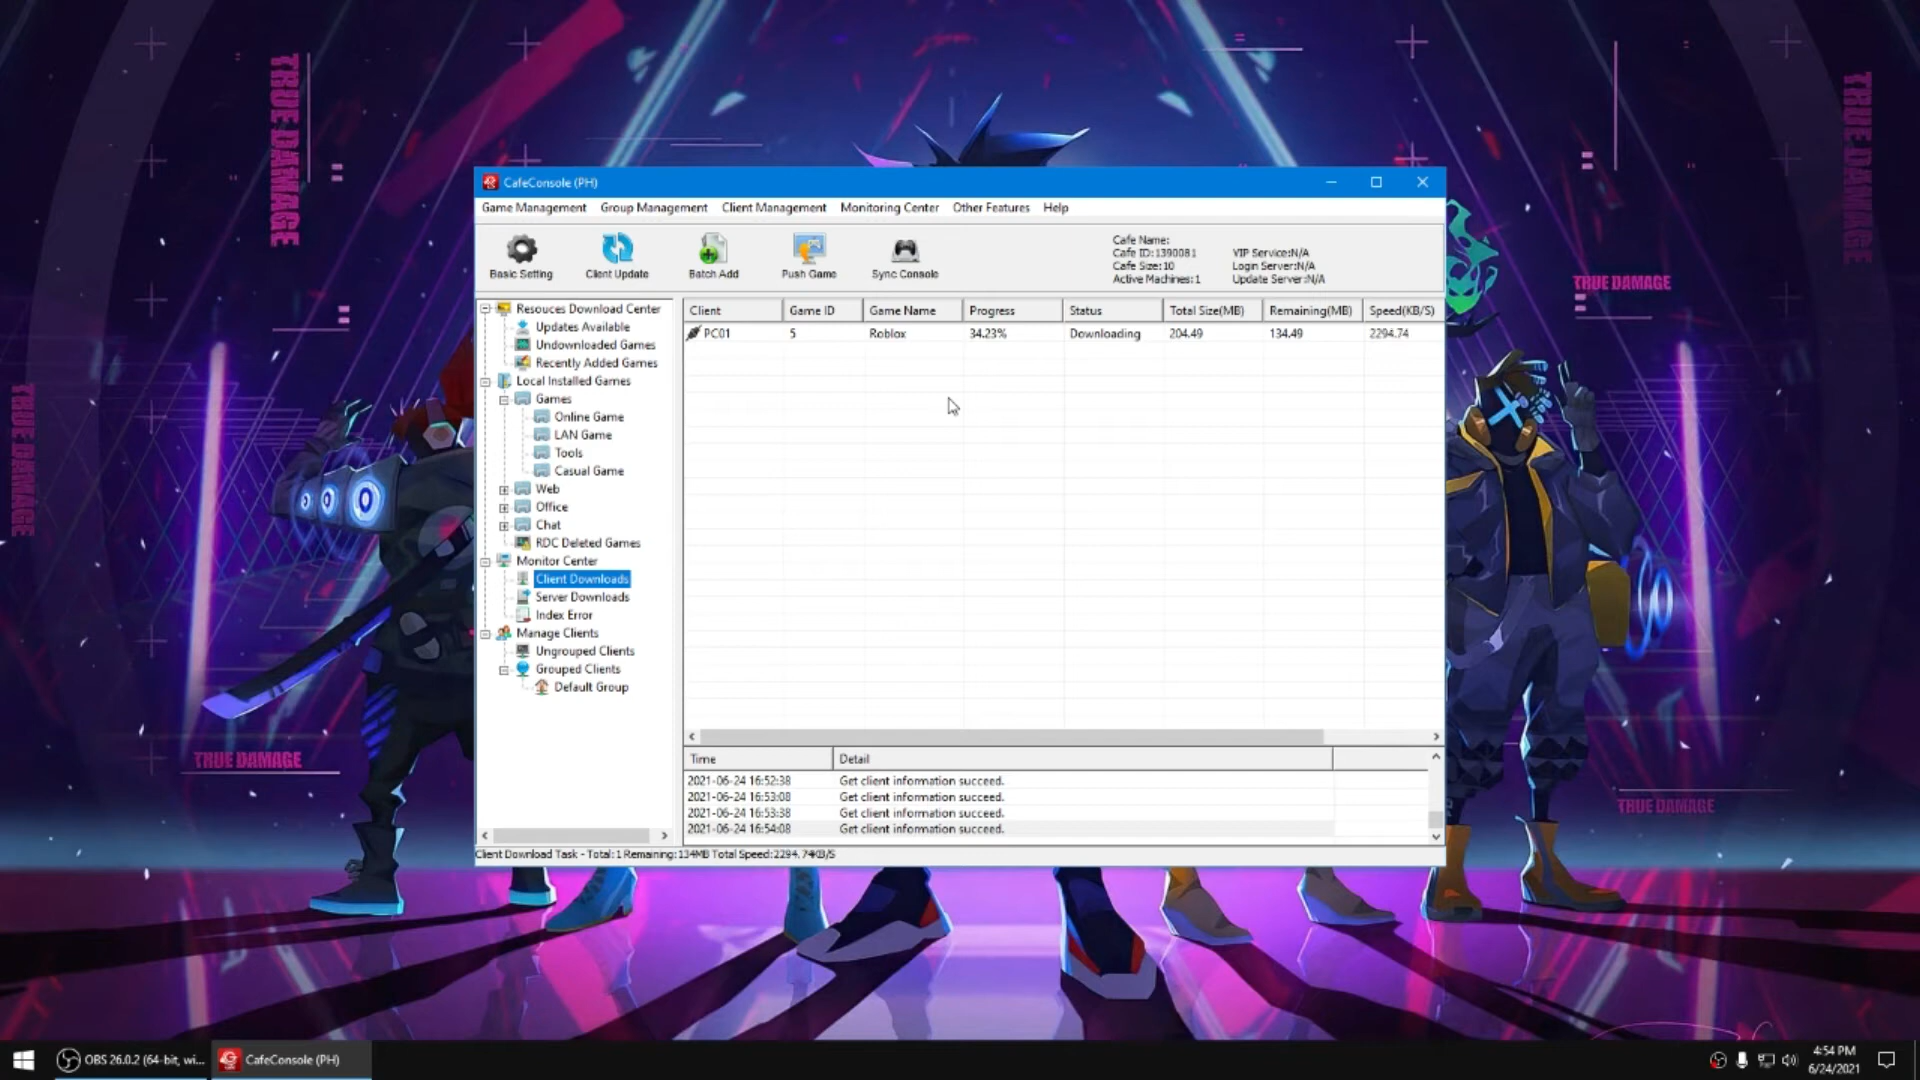 TRUE DAMAGE
TRUE DAMAGE
TRUE DAMAGE
TRUE DAMAGE
TRUE DAMAGE
TRUE DAMAGE
CafeConsole (PH)
Game Management Group Management Client Management Monitoring Center Other Features Help
Basic Setting Client Update Batch Add Push Game Sync Console
Cafe Name:
Cafe ID:1390081 VIP Service:N/A
Cafe Size:10 Login Server:N/A
Active Machines:1 Update Server:N/A
Resouces Download Center
Updates Available
Undownloaded Games
Recently Added Games
Local Installed Games
Games
Online Game
LAN Game
Tools
Casual Game
Web
Office
Chat
RDC Deleted Games
Monitor Center
Client Downloads
Server Downloads
Index Error
Manage Clients
Ungrouped Clients
Grouped Clients
Default Group
Client Game ID Game Name Progress Status Total Size(MB) Remaining(MB) Speed(KB/S)
PC01 5 Roblox 34.23% Downloading 204.49 134.49 2294.74
Time Detail
2021-06-24 16:52:38 Get client information succeed.
2021-06-24 16:53:08 Get client information succeed.
2021-06-24 16:53:38 Get client information succeed.
2021-06-24 16:54:08 Get client information succeed.
Client Download Task - Total:1 Remaining:134MB Total Speed:2294.74KB/S
OBS 26.0.2 (64-bit, wi... CafeConsole (PH)
4:54 PM
6/24/2021